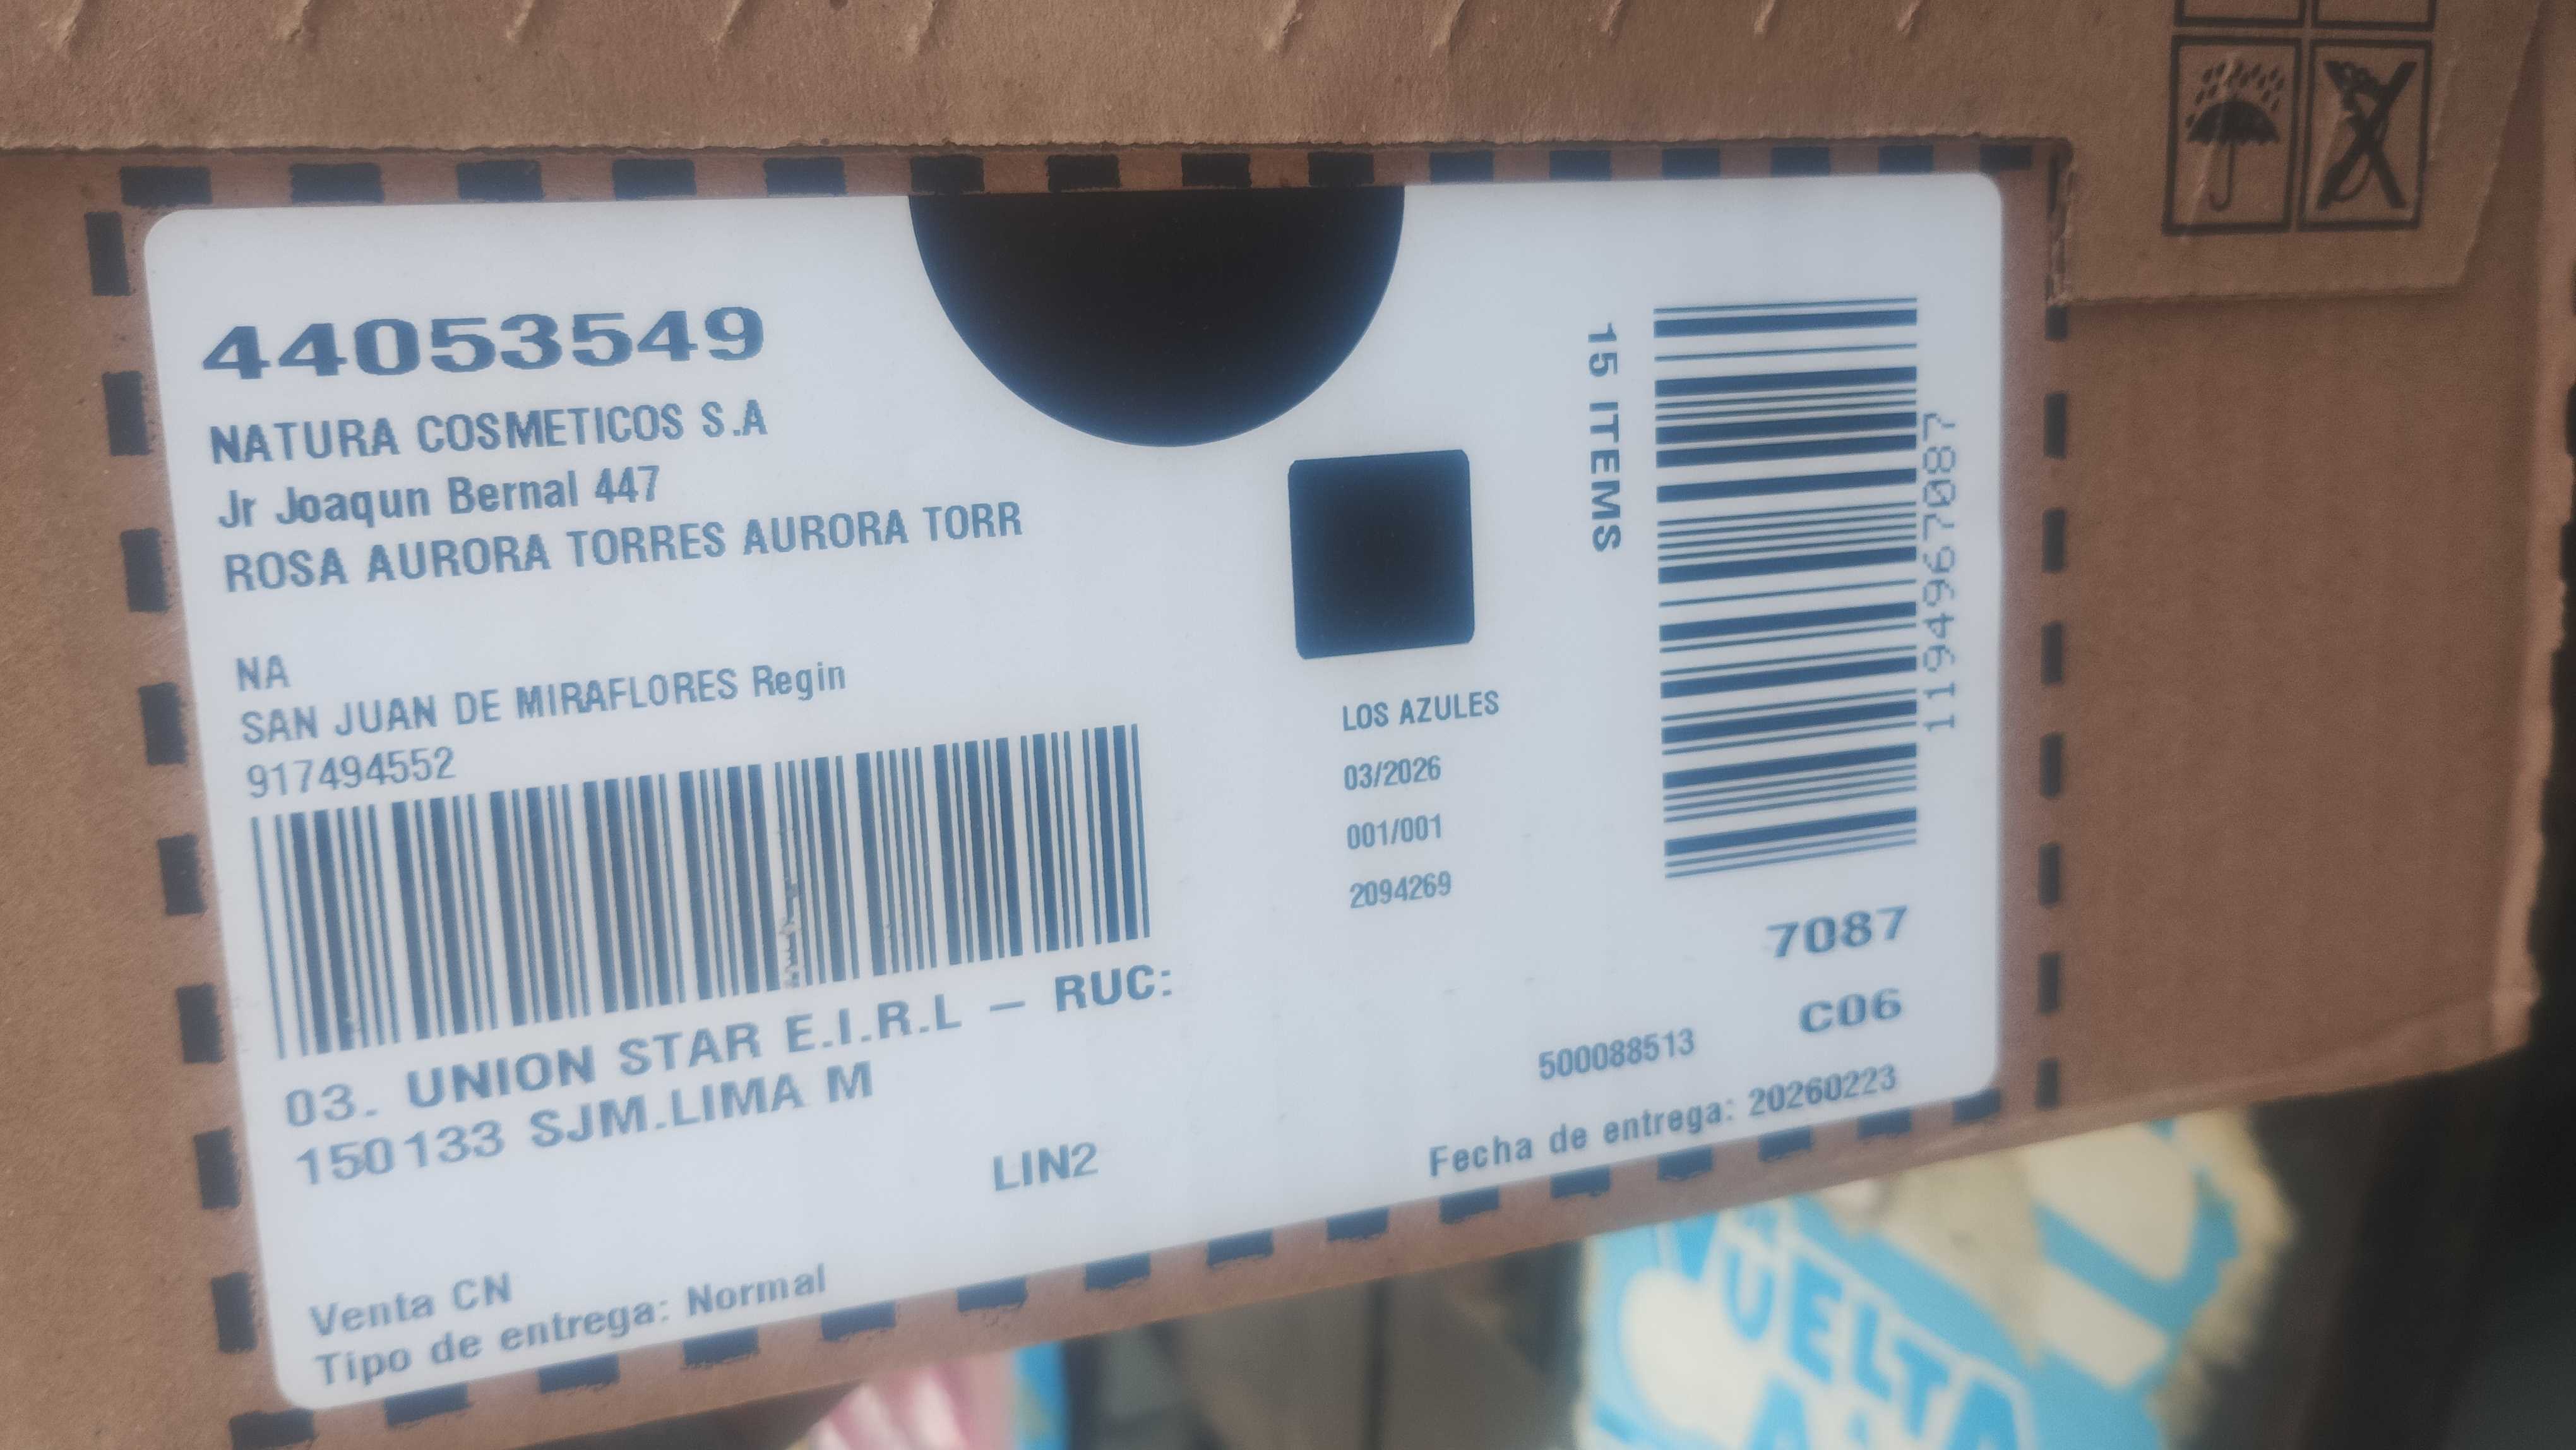 44053549
NATURA COSMETICOS S.A
Jr Joaqun Bernal 447
ROSA AURORA TORRES AURORA TORR
NA
SAN JUAN DE MIRAFLORES Regin
917494552
03. UNION STAR E.I.R.L – RUC:
150133 SJM.LIMA M
LIN2
Venta CN
Tipo de entrega: Normal
LOS AZULES
03/2026
001/001
2094269
15 ITEMS
1194967087
7087
C06
500088513
Fecha de entrega: 20260223
VUELTA